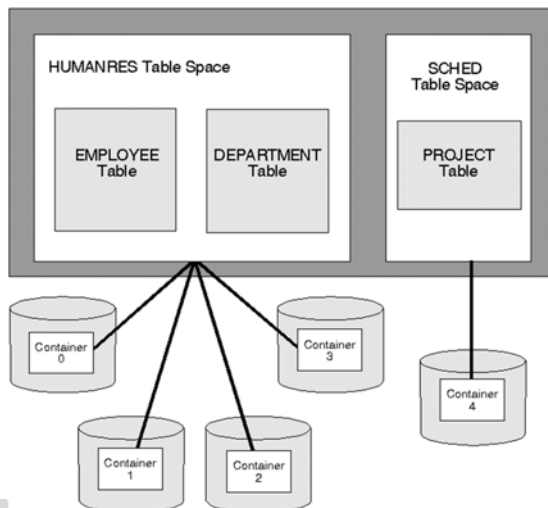 HUMANRES Table Space
EMPLOYEE
Table
DEPARTMENT
Table
SCHED
Table Space
PROJECT
Table
Container
0
Container
3
Container
4
Container
1
Container
2